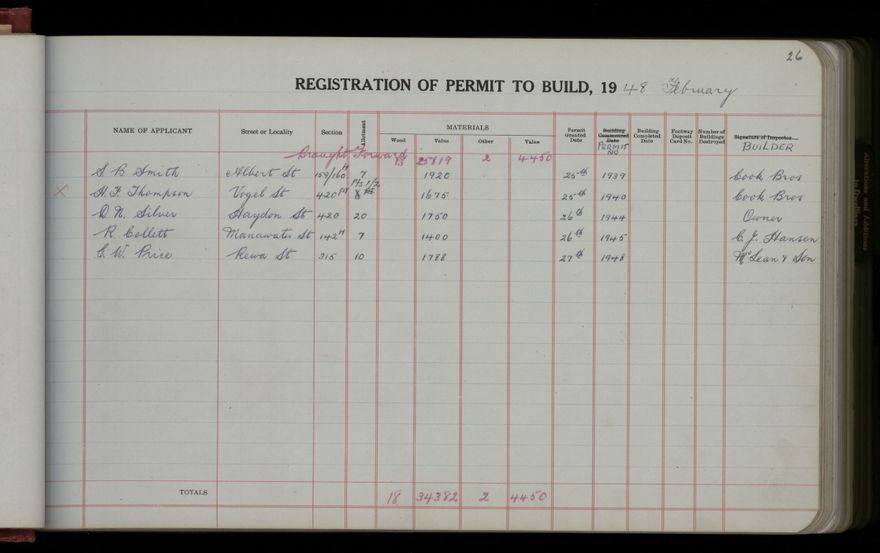 26
REGISTRATION OF PERMIT TO BUILD, 19 48 February
NAME OF APPLICANT Street or Locality Section Allotment MATERIALS Permit Granted Date Building Commenced Date Building Completed Date Footway Deposit Card No. Number of Buildings Destroyed Signature of Inspector
Wood Value Other Value PERMIT NO BUILDER
Brought Forward 25819 2 4450
S. B. Smith Albert St 159/160 H 7 1920 25th 1939 Cook Bros
X H. F. Thompson Vogel St 420 1675 25th 1940 Cook Bros
Silver Haydon St 420 20 1750 26th 1944 Owner
R. Collett Manawatu St 142 H 7 1400 26th 1945 C. J. Hansen
C. W. Price Rewa St 315 10 1788 27th 1948 McLean & Son
TOTALS 18 34382 2 4450